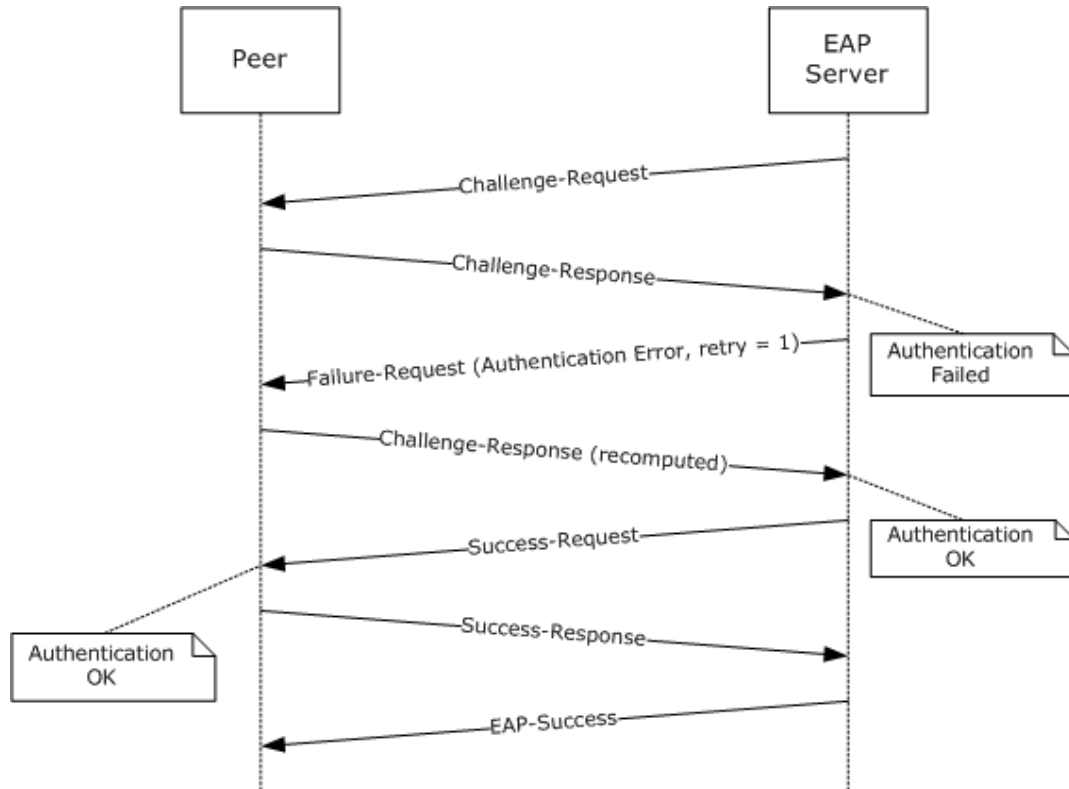 Peer
EAP
Server
Challenge-Request
Challenge-Response
Failure-Request (Authentication Error, retry = 1)
Authentication
Failed
Challenge-Response (recomputed)
Success-Request
Authentication
OK
Success-Response
Authentication
OK
EAP-Success